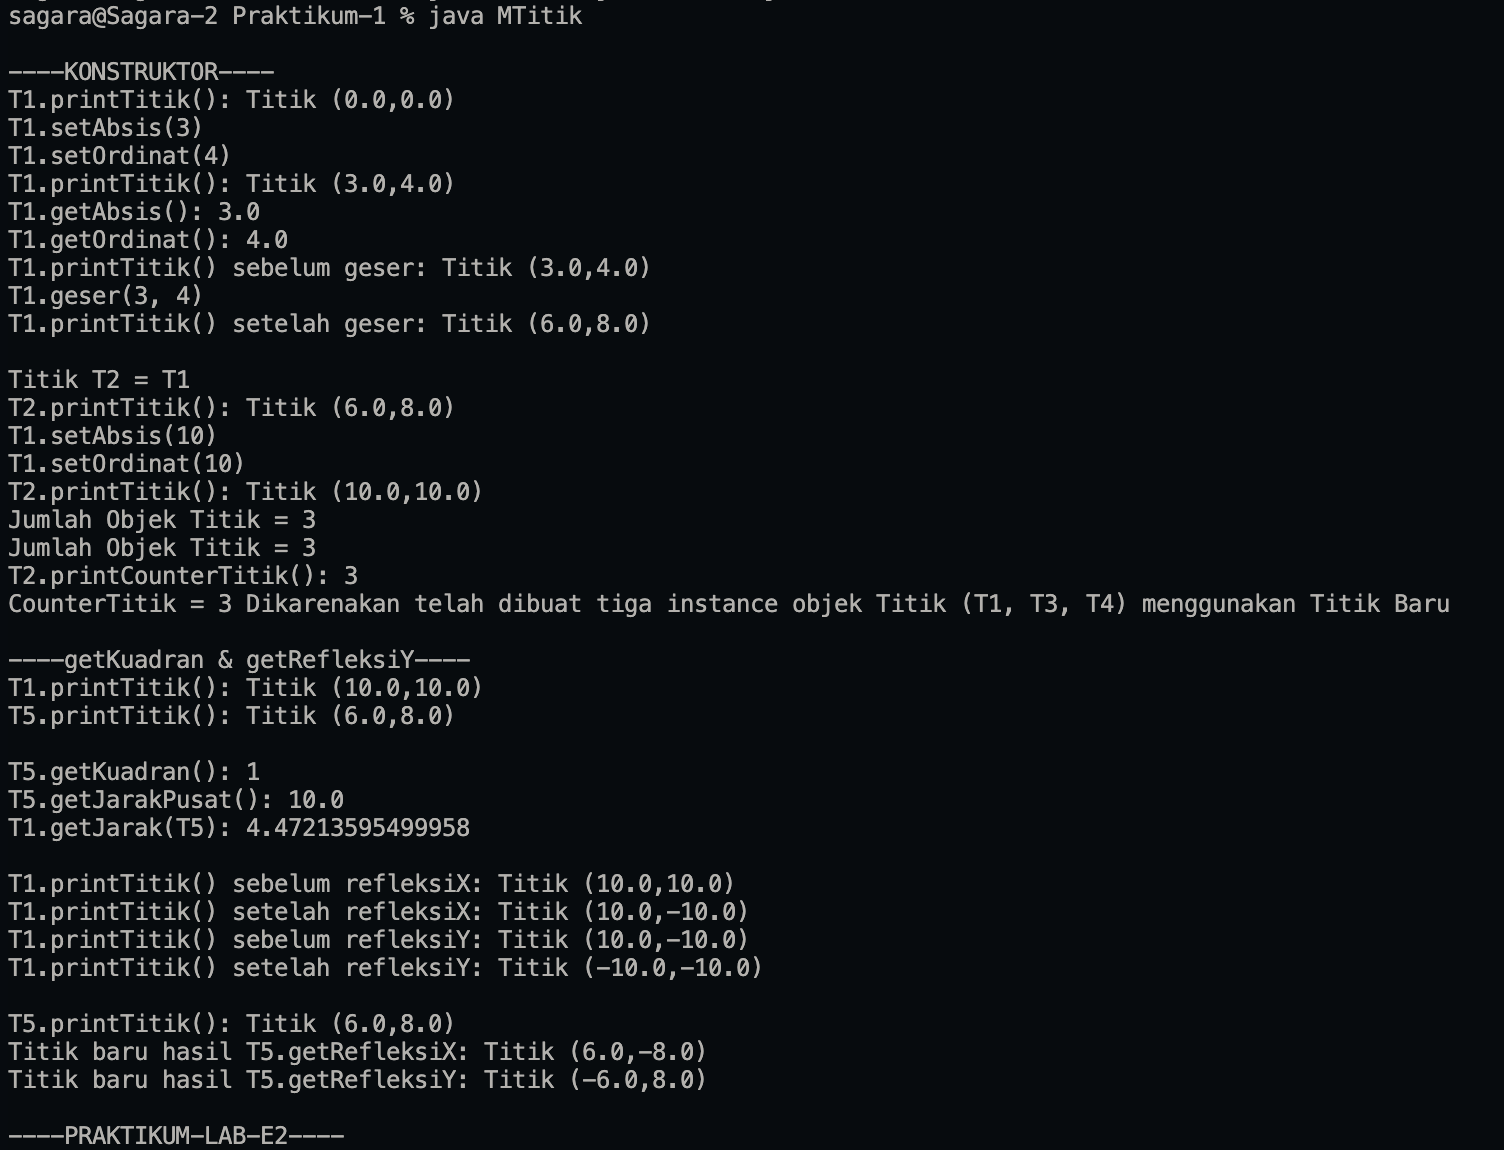 sagara@Sagara-2 Praktikum-1 % java MTitik
----KONSTRUKTOR----
T1.printTitik(): Titik (0.0,0.0)
T1.setAbsis(3)
T1.setOrdinat(4)
T1.printTitik(): Titik (3.0,4.0)
T1.getAbsis(): 3.0
T1.getOrdinat(): 4.0
T1.printTitik() sebelum geser: Titik (3.0,4.0)
T1.geser(3, 4)
T1.printTitik() setelah geser: Titik (6.0,8.0)
Titik T2 = T1
T2.printTitik(): Titik (6.0,8.0)
T1.setAbsis(10)
T1.setOrdinat(10)
T2.printTitik(): Titik (10.0,10.0)
Jumlah Objek Titik = 3
Jumlah Objek Titik = 3
T2.printCounterTitik(): 3
CounterTitik = 3 Dikarenakan telah dibuat tiga instance objek Titik (T1, T3, T4) menggunakan Titik Baru
----getKuadran & getRefleksiY----
T1.printTitik(): Titik (10.0,10.0)
T5.printTitik(): Titik (6.0,8.0)
T5.getKuadran(): 1
T5.getJarakPusat(): 10.0
T1.getJarak(T5): 4.47213595499958
T1.printTitik() sebelum refleksiX: Titik (10.0,10.0)
T1.printTitik() setelah refleksiX: Titik (10.0,-10.0)
T1.printTitik() sebelum refleksiY: Titik (10.0,-10.0)
T1.printTitik() setelah refleksiY: Titik (-10.0,-10.0)
T5.printTitik(): Titik (6.0,8.0)
Titik baru hasil T5.getRefleksiX: Titik (6.0,-8.0)
Titik baru hasil T5.getRefleksiY: Titik (-6.0,8.0)
----PRAKTIKUM-LAB-E2----